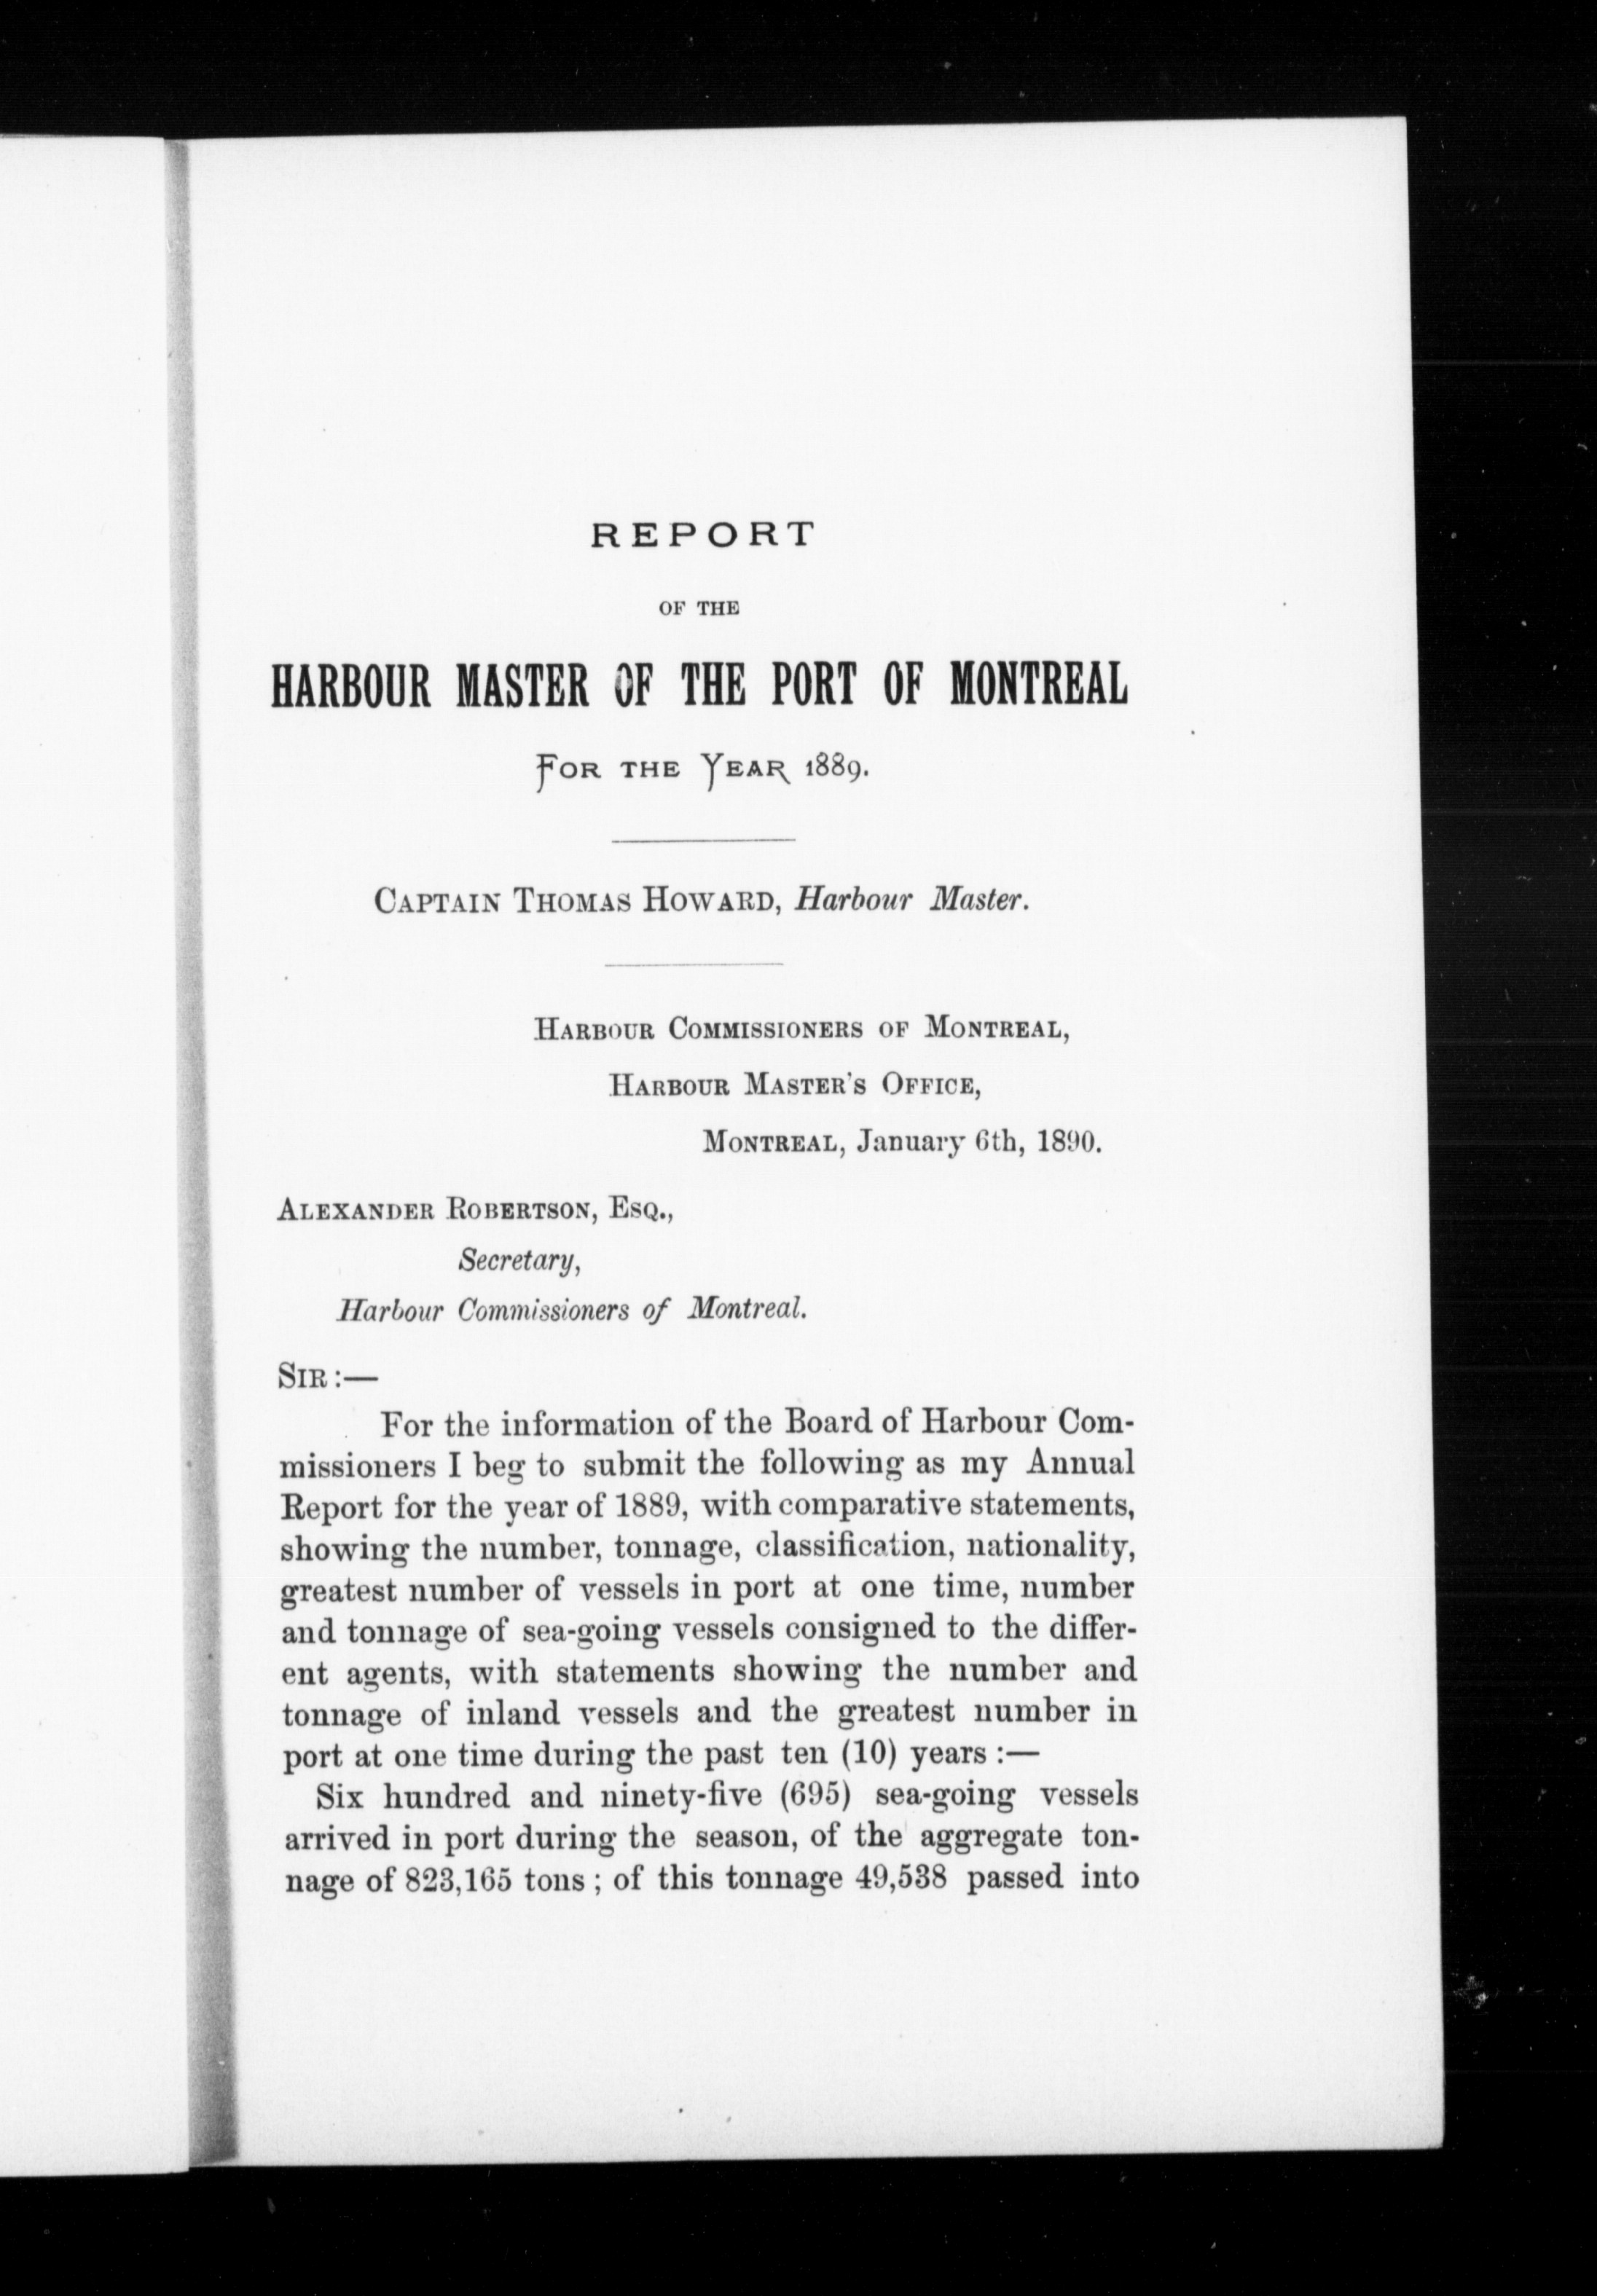 REPORT
OF THE
HARBOUR MASTER OF THE PORT OF MONTREAL
FOR THE YEAR 1889.
CAPTAIN THOMAS HOWARD, Harbour Master.
HARBOUR COMMISSIONERS OF MONTREAL,
HARBOUR MASTER'S OFFICE,
MONTREAL, January 6th, 1890.
ALEXANDER ROBERTSON, ESQ.,
Secretary,
Harbour Commissioners of Montreal.
SIR :—
For the information of the Board of Harbour Com-
missioners I beg to submit the following as my Annual
Report for the year of 1889, with comparative statements,
showing the number, tonnage, classification, nationality,
greatest number of vessels in port at one time, number
and tonnage of sea-going vessels consigned to the differ-
ent agents, with statements showing the number and
tonnage of inland vessels and the greatest number in
port at one time during the past ten (10) years :—
Six hundred and ninety-five (695) sea-going vessels
arrived in port during the season, of the aggregate ton-
nage of 823,165 tons ; of this tonnage 49,538 passed into